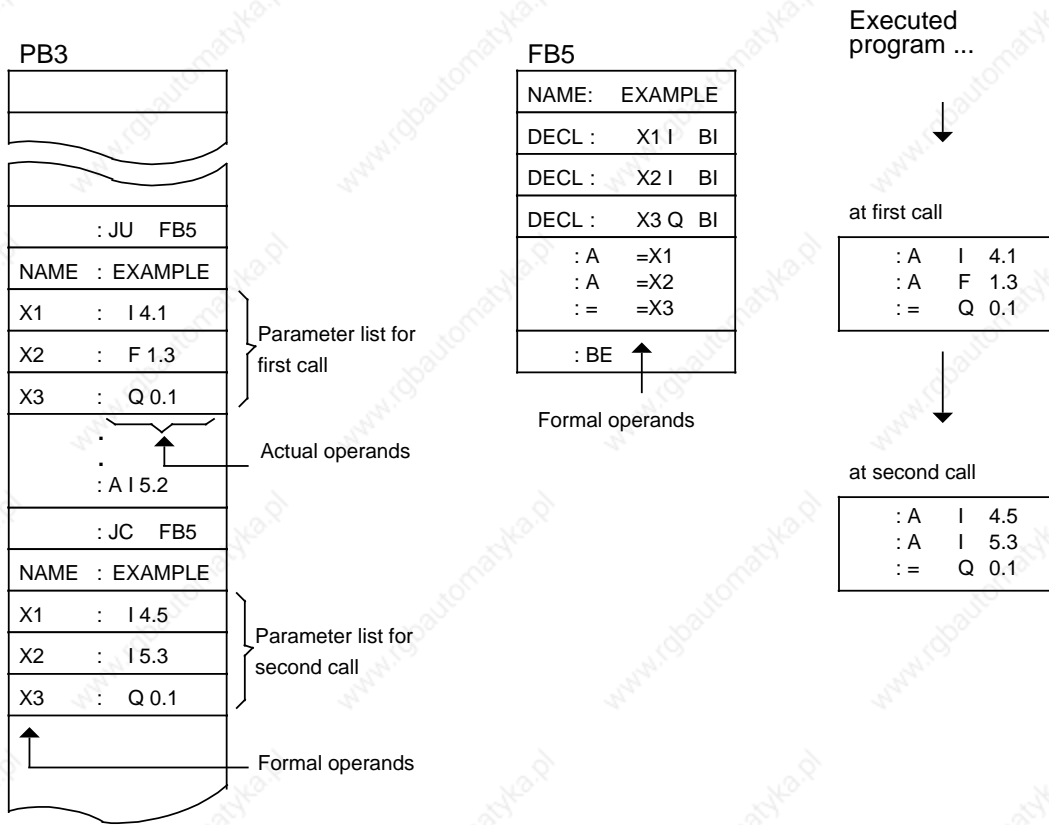 PB3
: JU FB5
NAME : EXAMPLE
X1 : I 4.1
X2 : F 1.3
X3 : Q 0.1
.
.
: A I 5.2
: JC FB5
NAME : EXAMPLE
X1 : I 4.5
X2 : I 5.3
X3 : Q 0.1
Parameter list for
first call
Actual operands
Parameter list for
second call
Formal operands
FB5
NAME: EXAMPLE
DECL : X1 I BI
DECL : X2 I BI
DECL : X3 Q BI
: A =X1
: A =X2
: = =X3
: BE
Formal operands
Executed
program ...
at first call
: A I 4.1
: A F 1.3
: = Q 0.1
at second call
: A I 4.5
: A I 5.3
: = Q 0.1
www.rgbautomatyka.pl